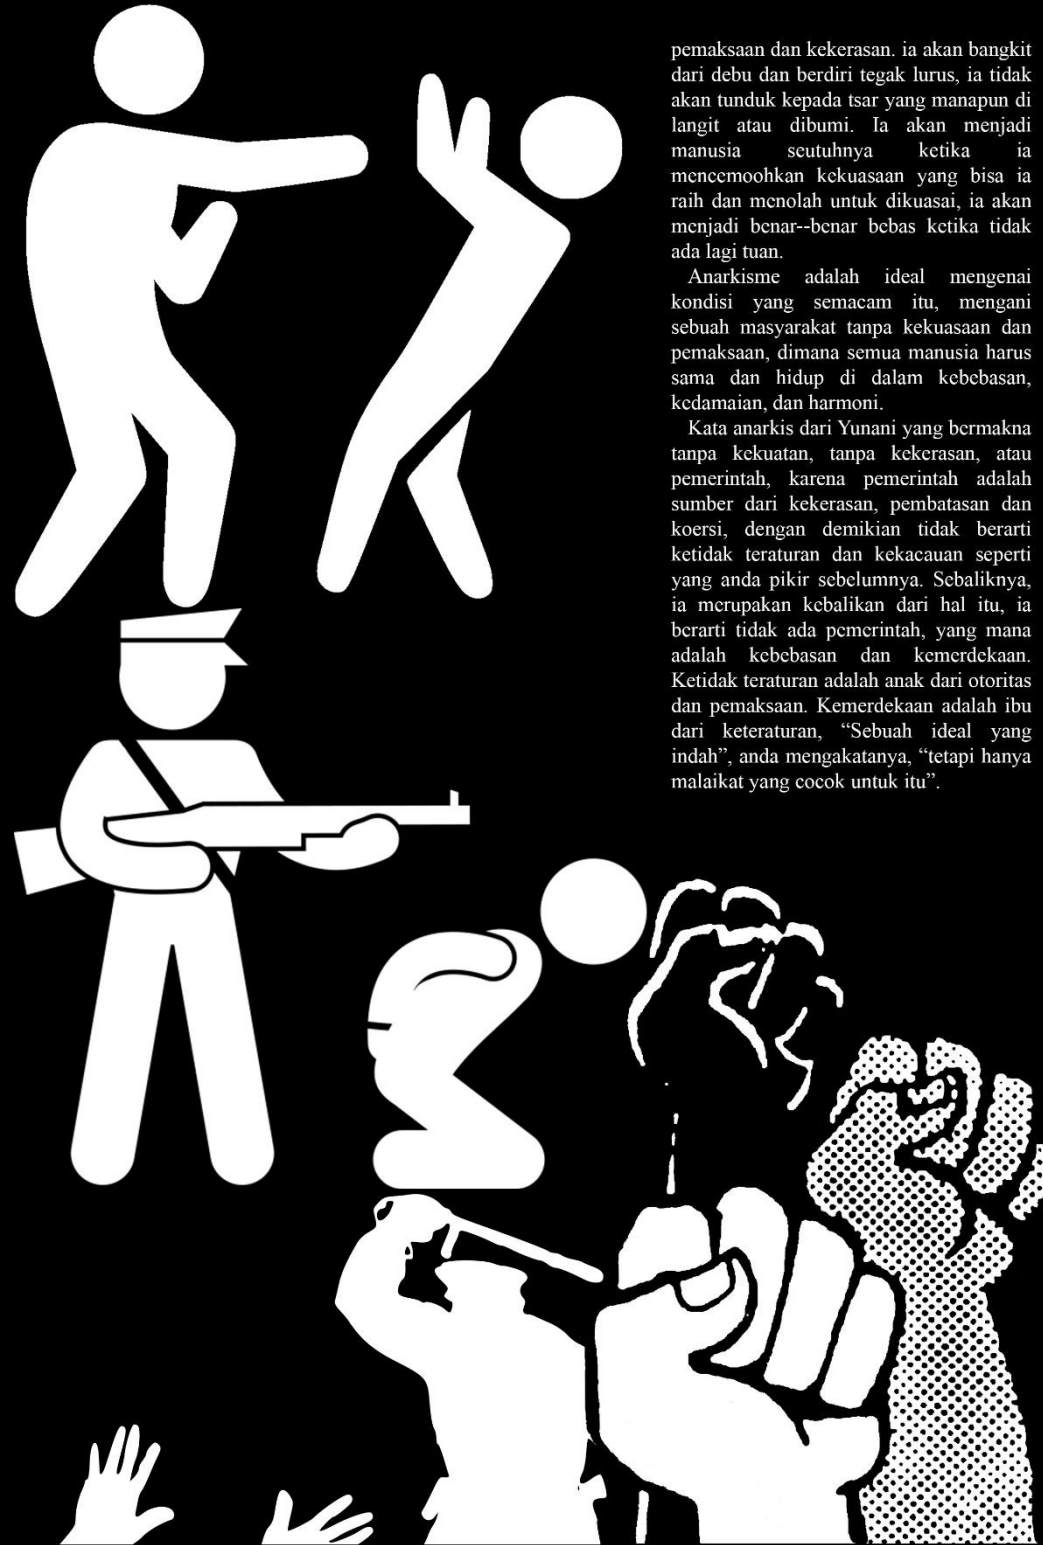 pemaksaan dan kekerasan. ia akan bangkit
dari debu dan berdiri tegak lurus, ia tidak
akan tunduk kepada tsar yang manapun di
langit atau dibumi. Ia akan menjadi
manusia seutuhnya ketika ia
mencemoohkan kekuasaan yang bisa ia
raih dan menolah untuk dikuasai, ia akan
menjadi benar--benar bebas ketika tidak
ada lagi tuan.
Anarkisme adalah ideal mengenai
kondisi yang semacam itu, mengani
sebuah masyarakat tanpa kekuasaan dan
pemaksaan, dimana semua manusia harus
sama dan hidup di dalam kebebasan,
kedamaian, dan harmoni.
Kata anarkis dari Yunani yang bermakna
tanpa kekuatan, tanpa kekerasan, atau
pemerintah, karena pemerintah adalah
sumber dari kekerasan, pembatasan dan
koersi, dengan demikian tidak berarti
ketidak teraturan dan kekacauan seperti
yang anda pikir sebelumnya. Sebaliknya,
ia merupakan kebalikan dari hal itu, ia
berarti tidak ada pemerintah, yang mana
adalah kebebasan dan kemerdekaan.
Ketidak teraturan adalah anak dari otoritas
dan pemaksaan. Kemerdekaan adalah ibu
dari keteraturan, “Sebuah ideal yang
indah”, anda mengakatanya, “tetapi hanya
malaikat yang cocok untuk itu”.